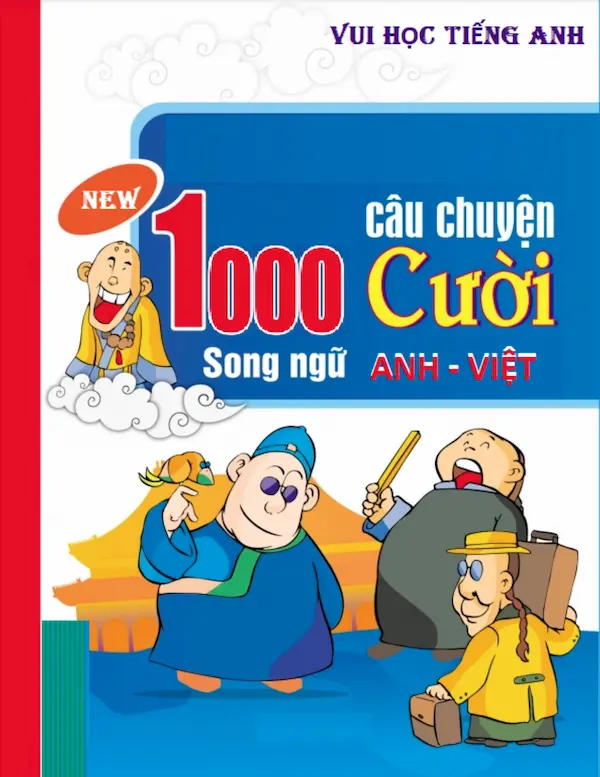 VUI HỌC TIẾNG ANH
NEW
1000 câu chuyện
Cười
Song ngữ ANH - VIỆT